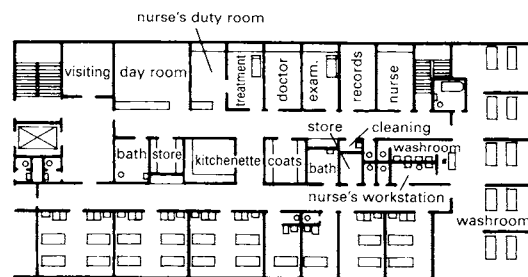 nurse's duty room
visiting
day room
treatment
doctor
exam.
records
nurse
store
cleaning
bath
store
kitchenette
coats
bath
washroom
nurse's workstation
washroom